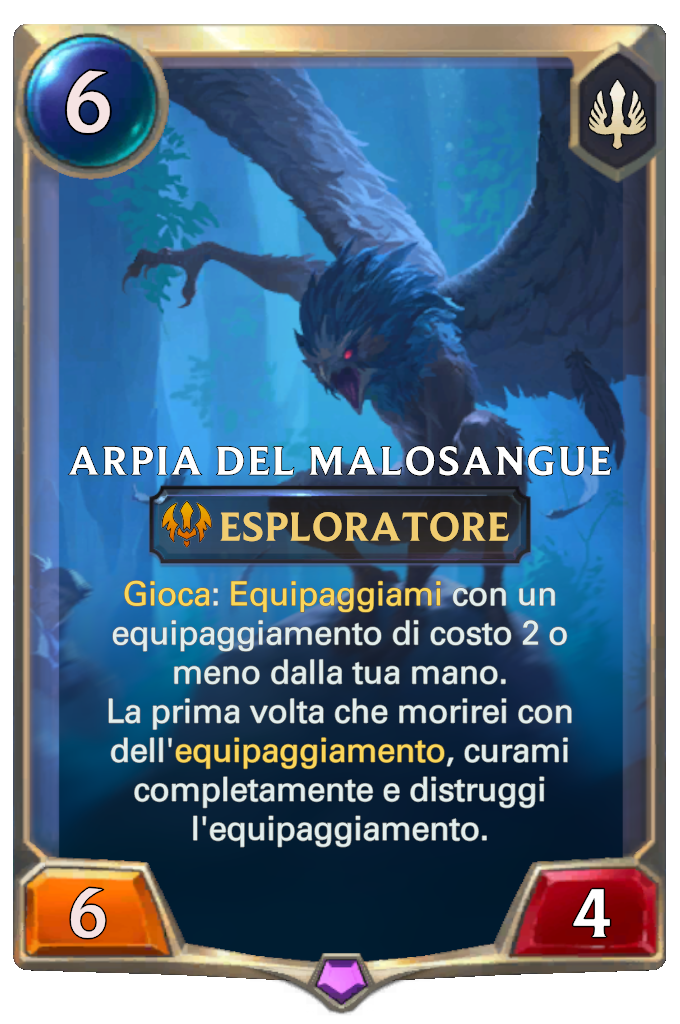 6
ARPIA DEL MALOSANGUE
ESPLORATORE
Gioca: Equipaggiami con un
equipaggiamento di costo 2 o
meno dalla tua mano.
La prima volta che morirei con
dell'equipaggiamento, curami
completamente e distruggi
l'equipaggiamento.
6
4